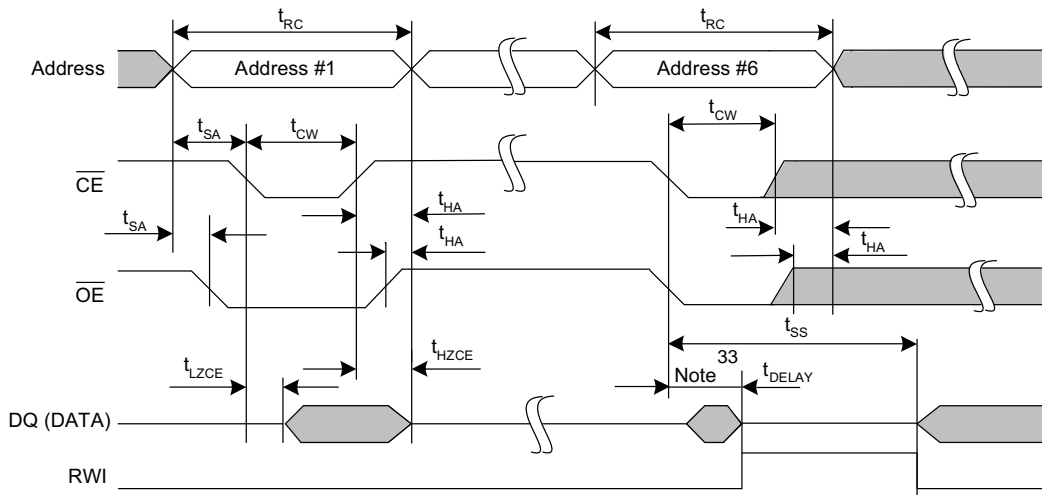 tRC
tRC
Address
Address #1
Address #6
tSA
tCW
tCW
CE
tSA
tHA
tHA
tHA
tHA
OE
tSS
tLZCE
tHZCE
Note 33
tDELAY
DQ (DATA)
RWI